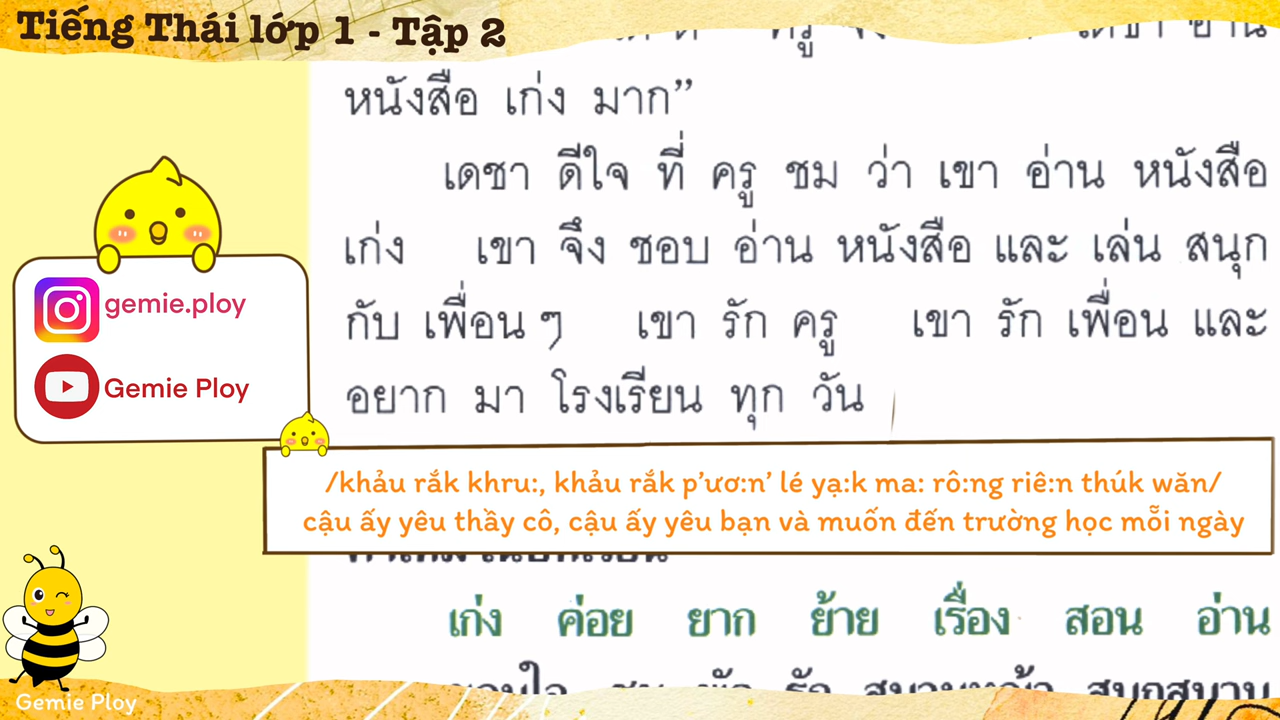 Tiếng Thái lớp 1 - Tập 2
หนังสือ เก่ง มาก”
เดชา ดีใจ ที่ ครู ชม ว่า เขา อ่าน หนังสือ
เก่ง เขา จึง ชอบ อ่าน หนังสือ และ เล่น สนุก
กับ เพื่อน ๆ เขา รัก ครู เขา รัก เพื่อน และ
อยาก มา โรงเรียน ทุก วัน
gemie.ploy
Gemie Ploy
/khảu rắk khru:, khảu rắk p’ươ:n’ lé yạ:k ma: rô:ng riê:n thúk wăn/
cậu ấy yêu thầy cô, cậu ấy yêu bạn và muốn đến trường học mỗi ngày
เก่ง ค่อย ยาก ย้าย เรื่อง สอน อ่าน
Gemie Ploy